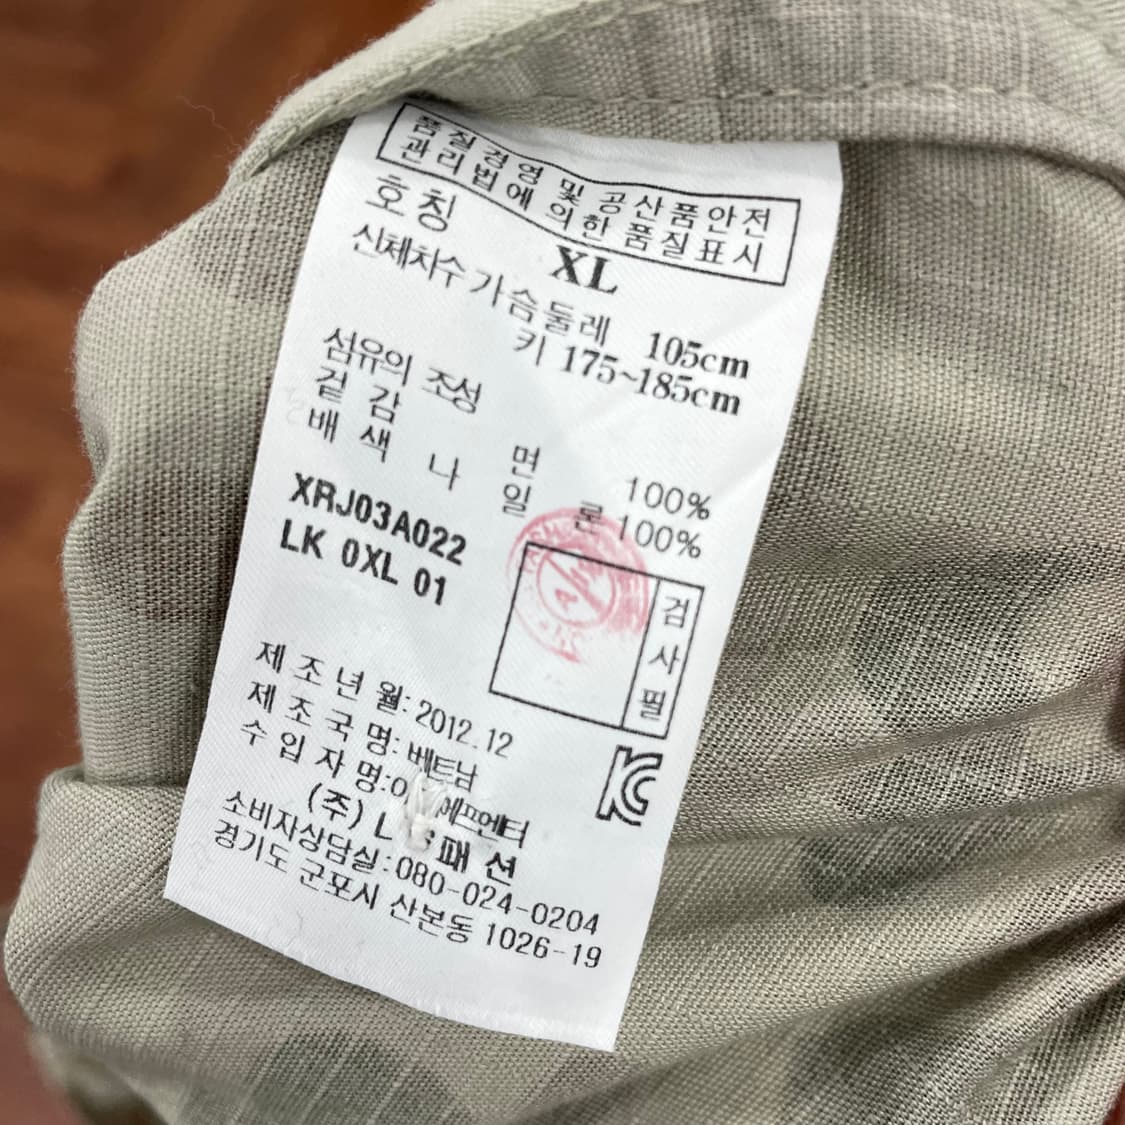 품질경영 및 공산품안전
관리법에 의한 품질표시
호칭 XL
신체치수 가슴둘레 105cm
키 175~185cm
섬유의 조성
겉감 면 100%
배색 나일론 100%
XRJ03A022
LK 0XL 01
검사필
제조년월: 2012.12
제조국명: 베트남
수입자명:
(주) L 패션
소비자상담실: 080-024-0204
경기도 군포시 산본동 1026-19